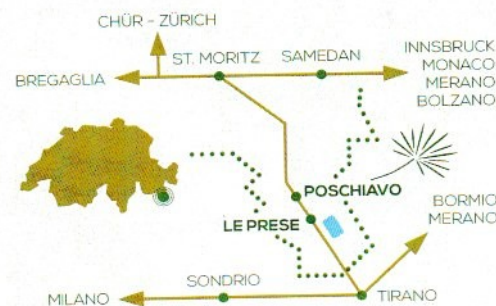 CHÜR - ZÜRICH
ST. MORITZ
SAMEDAN
INNSBRUCK
MONACO
MERANO
BOLZANO
BREGAGLIA
POSCHIAVO
LE PRESE
BORMIO
MERANO
SONDRIO
MILANO
TIRANO